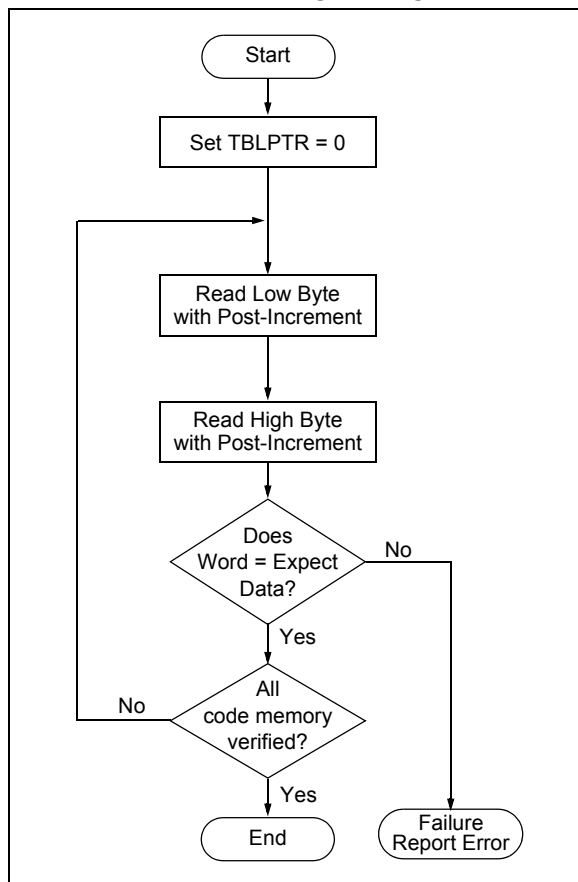 Start
Set TBLPTR = 0
Read Low Byte
with Post-Increment
Read High Byte
with Post-Increment
Does
Word = Expect
Data?
No
Yes
All
code memory
verified?
No
Yes
End
Failure
Report Error